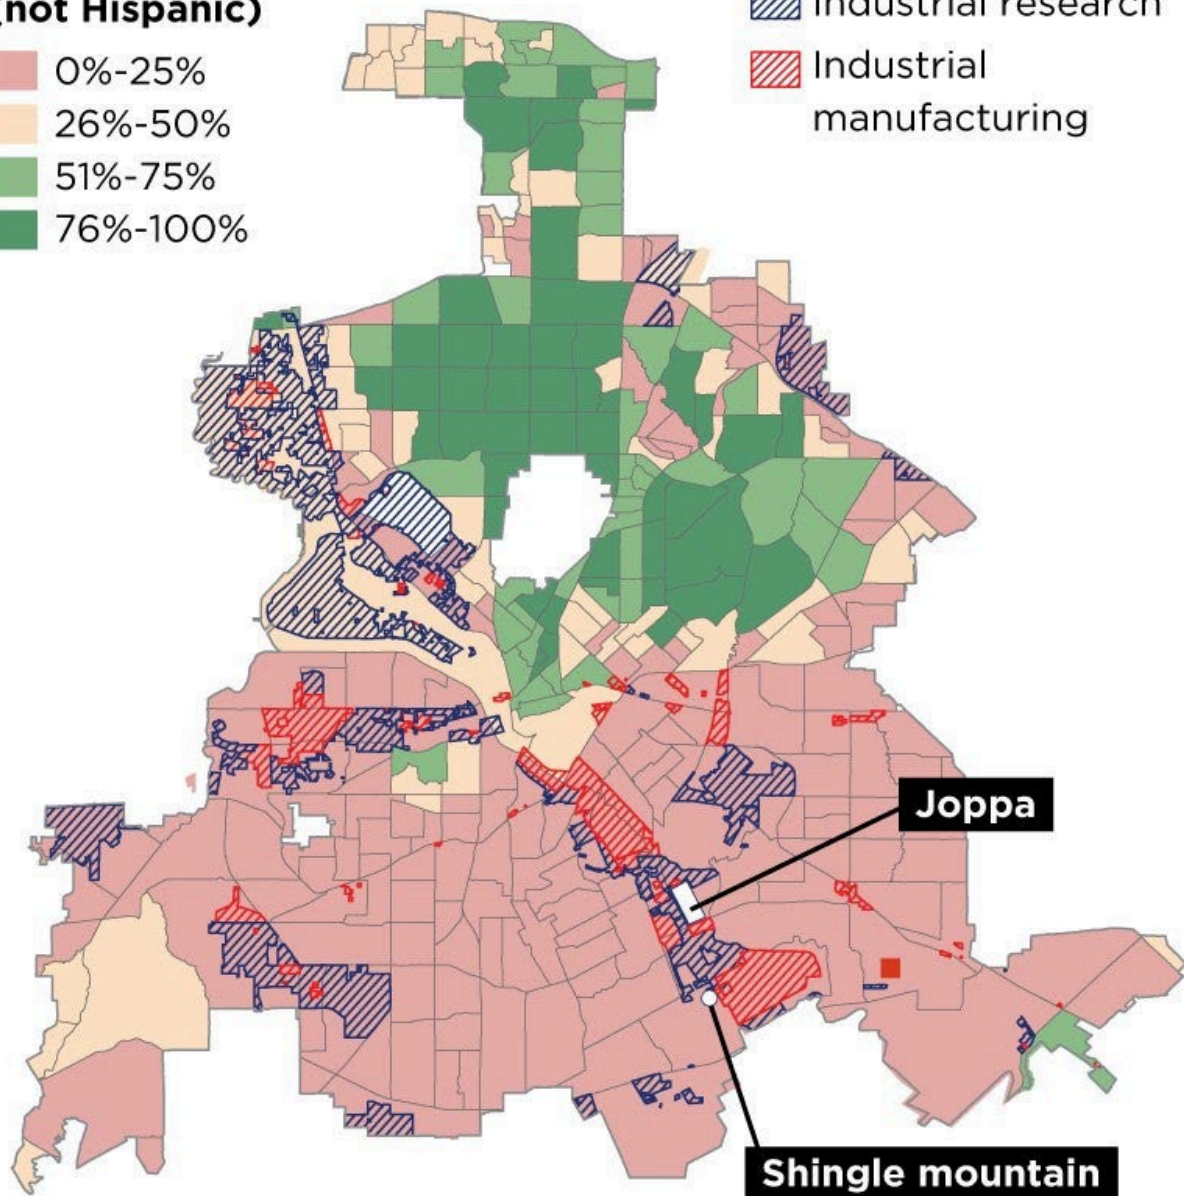 (not Hispanic)
0%-25%
26%-50%
51%-75%
76%-100%
Industrial research
Industrial
manufacturing
Joppa
Shingle mountain